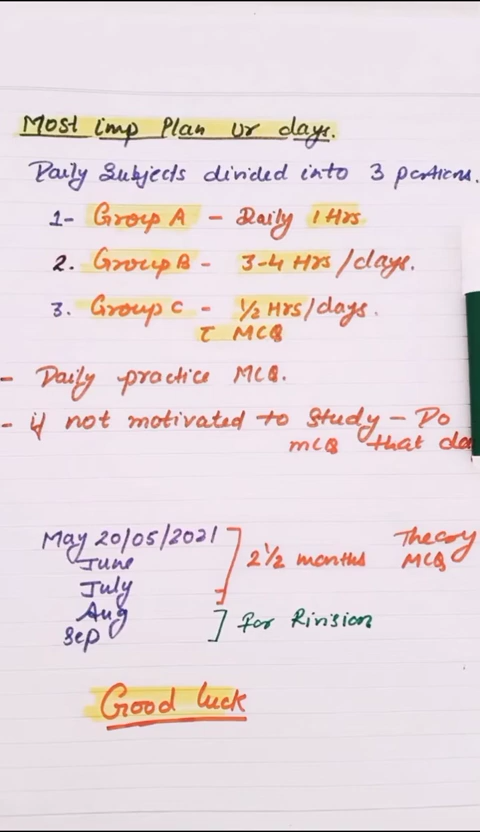 Most imp Plan Ur days.
Daily Subjects divided into 3 portions.
1- Group A - Daily 1 Hrs
2. Group B - 3-4 Hrs/days.
3. Group C - 1/2 Hrs/days.
MCQ
- Daily practice MCQ.
- if not motivated to Study - Do
mcQ that da
May 20/05/2021
June
July
Aug
Sep
2 1/2 months
Theory
MCQ
For Rivision
Good luck